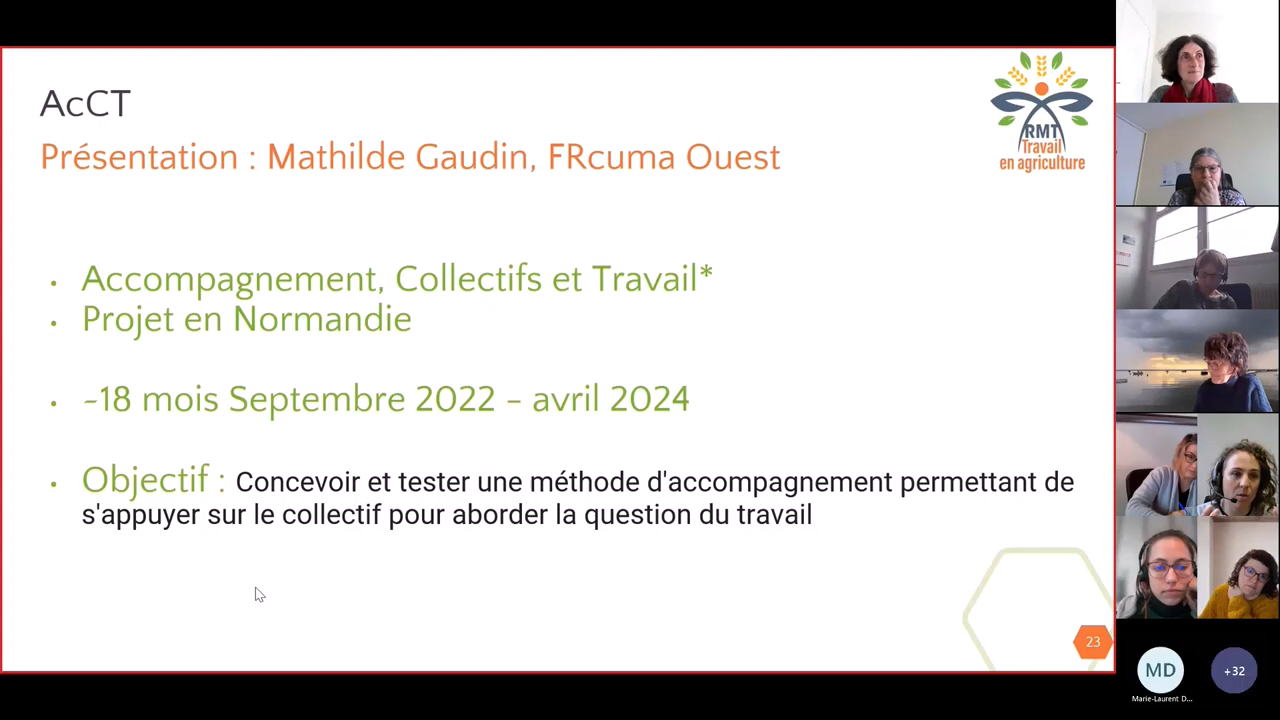 AcCT
Présentation : Mathilde Gaudin, FRcuma Ouest
RMT
Travail
en agriculture
• Accompagnement, Collectifs et Travail*
• Projet en Normandie
• ~18 mois Septembre 2022 – avril 2024
• Objectif : Concevoir et tester une méthode d'accompagnement permettant de
s'appuyer sur le collectif pour aborder la question du travail
23
MD
Marie-Laurent D...
+32